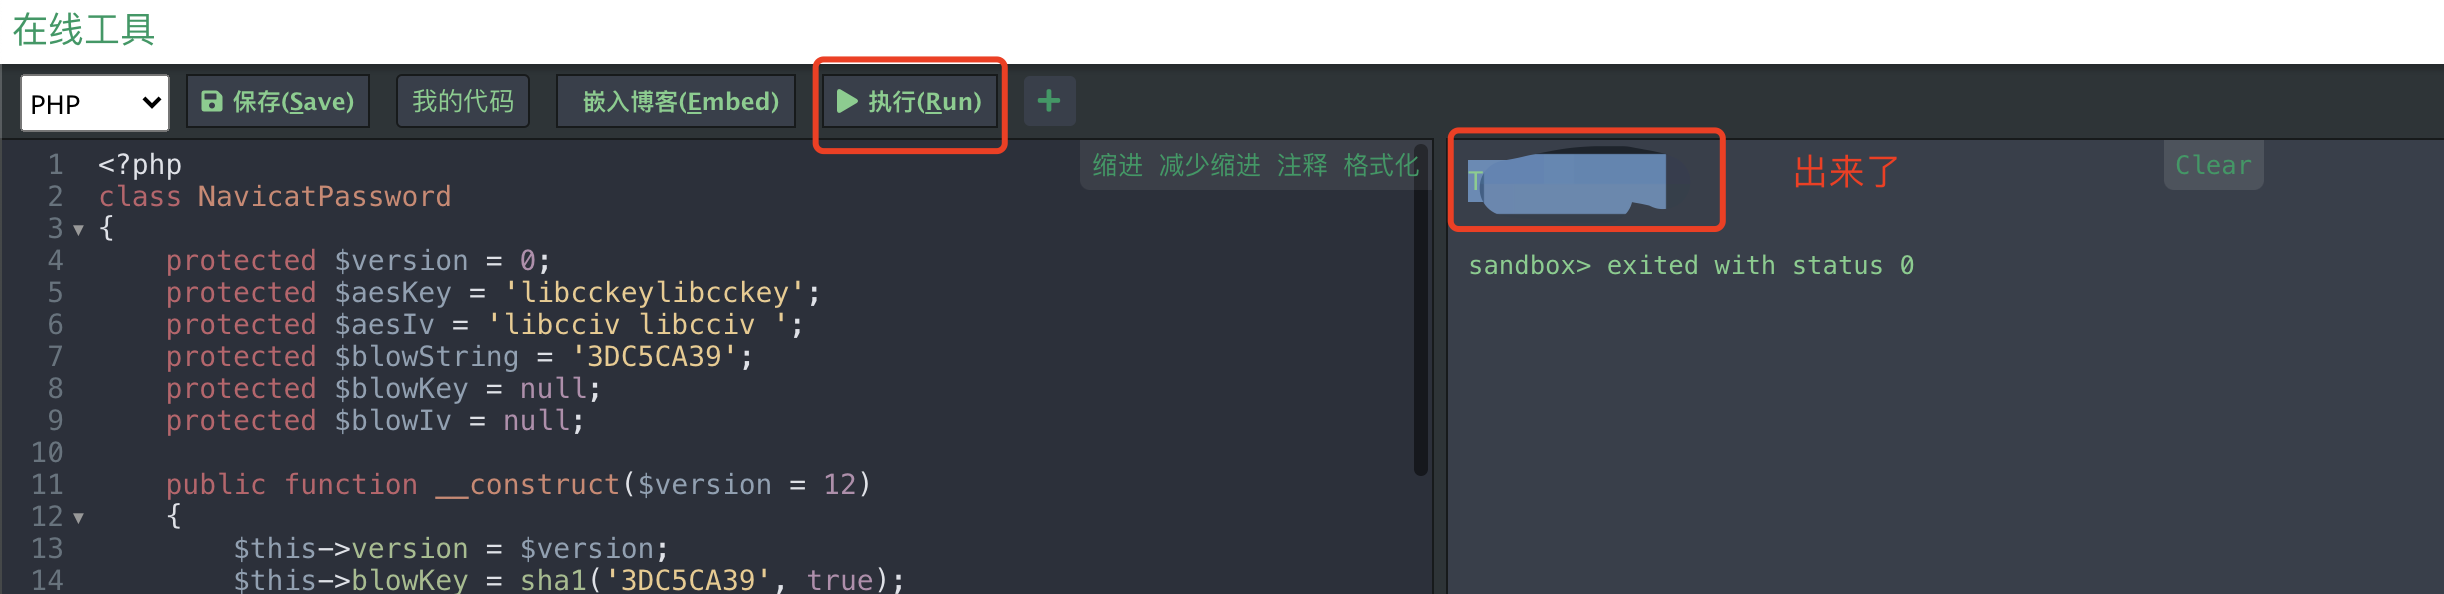 在线工具
PHP 保存(Save) 我的代码 嵌入博客(Embed) 执行(Run) +
缩进 减少缩进 注释 格式化
1 <?php
2 class NavicatPassword
3 {
4 protected $version = 0;
5 protected $aesKey = 'libcckeylibcckey';
6 protected $aesIv = 'libcciv libcciv ';
7 protected $blowString = '3DC5CA39';
8 protected $blowKey = null;
9 protected $blowIv = null;
10
11 public function __construct($version = 12)
12 {
13 $this->version = $version;
14 $this->blowKey = sha1('3DC5CA39', true);
T
出来了
Clear
sandbox> exited with status 0